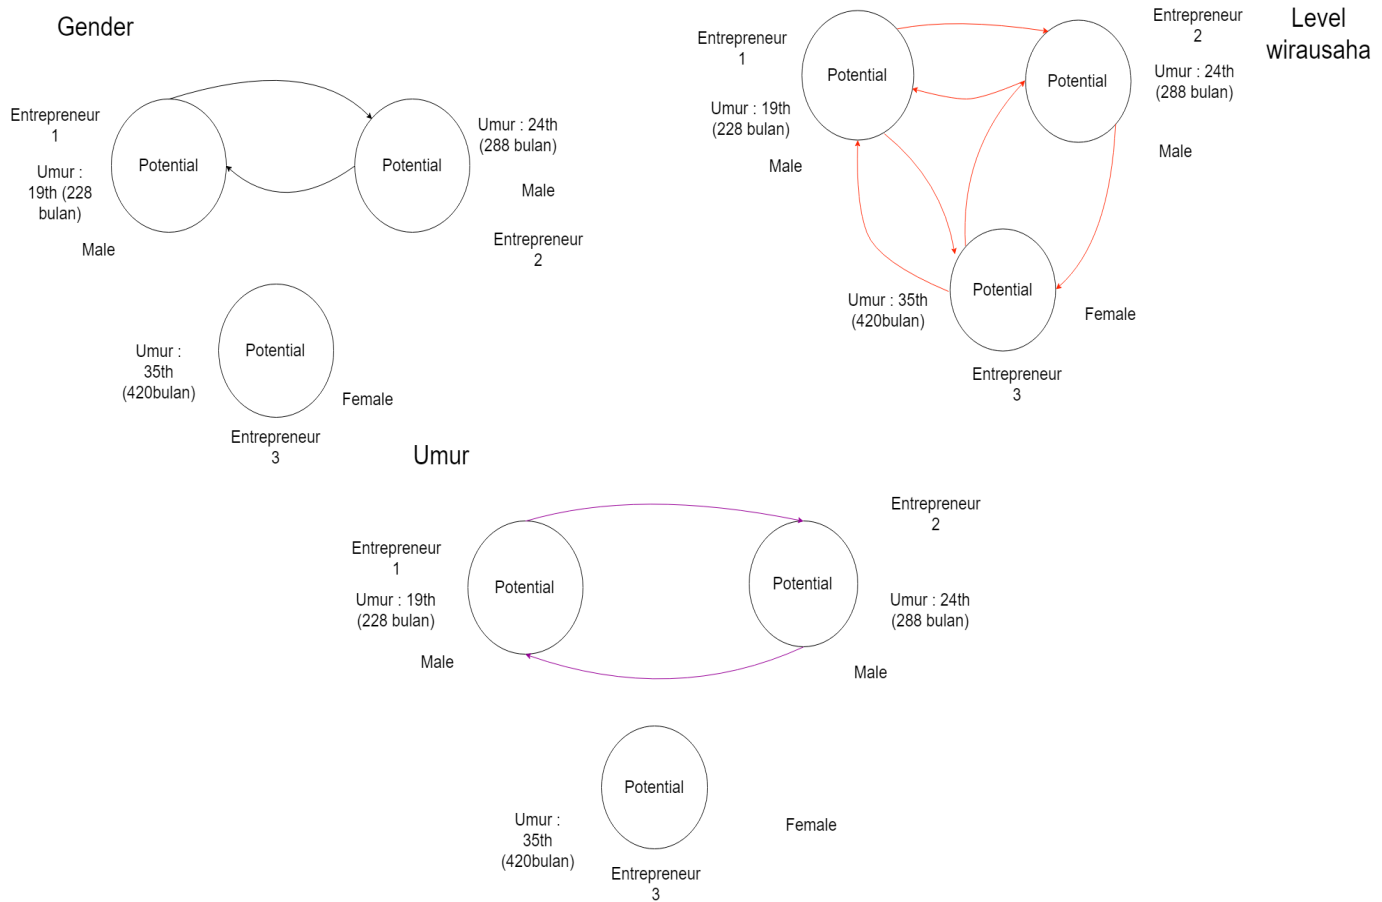 Gender
Entrepreneur
1
Umur :
19th (228
bulan)
Male
Potential
Potential
Umur : 24th
(288 bulan)
Male
Entrepreneur
2
Potential
Umur :
35th
(420bulan)
Female
Entrepreneur
3
Level
wirausaha
Entrepreneur
1
Umur : 19th
(228 bulan)
Male
Potential
Potential
Entrepreneur
2
Umur : 24th
(288 bulan)
Male
Potential
Umur : 35th
(420bulan)
Female
Entrepreneur
3
Umur
Entrepreneur
1
Umur : 19th
(228 bulan)
Male
Potential
Potential
Entrepreneur
2
Umur : 24th
(288 bulan)
Male
Potential
Umur :
35th
(420bulan)
Female
Entrepreneur
3